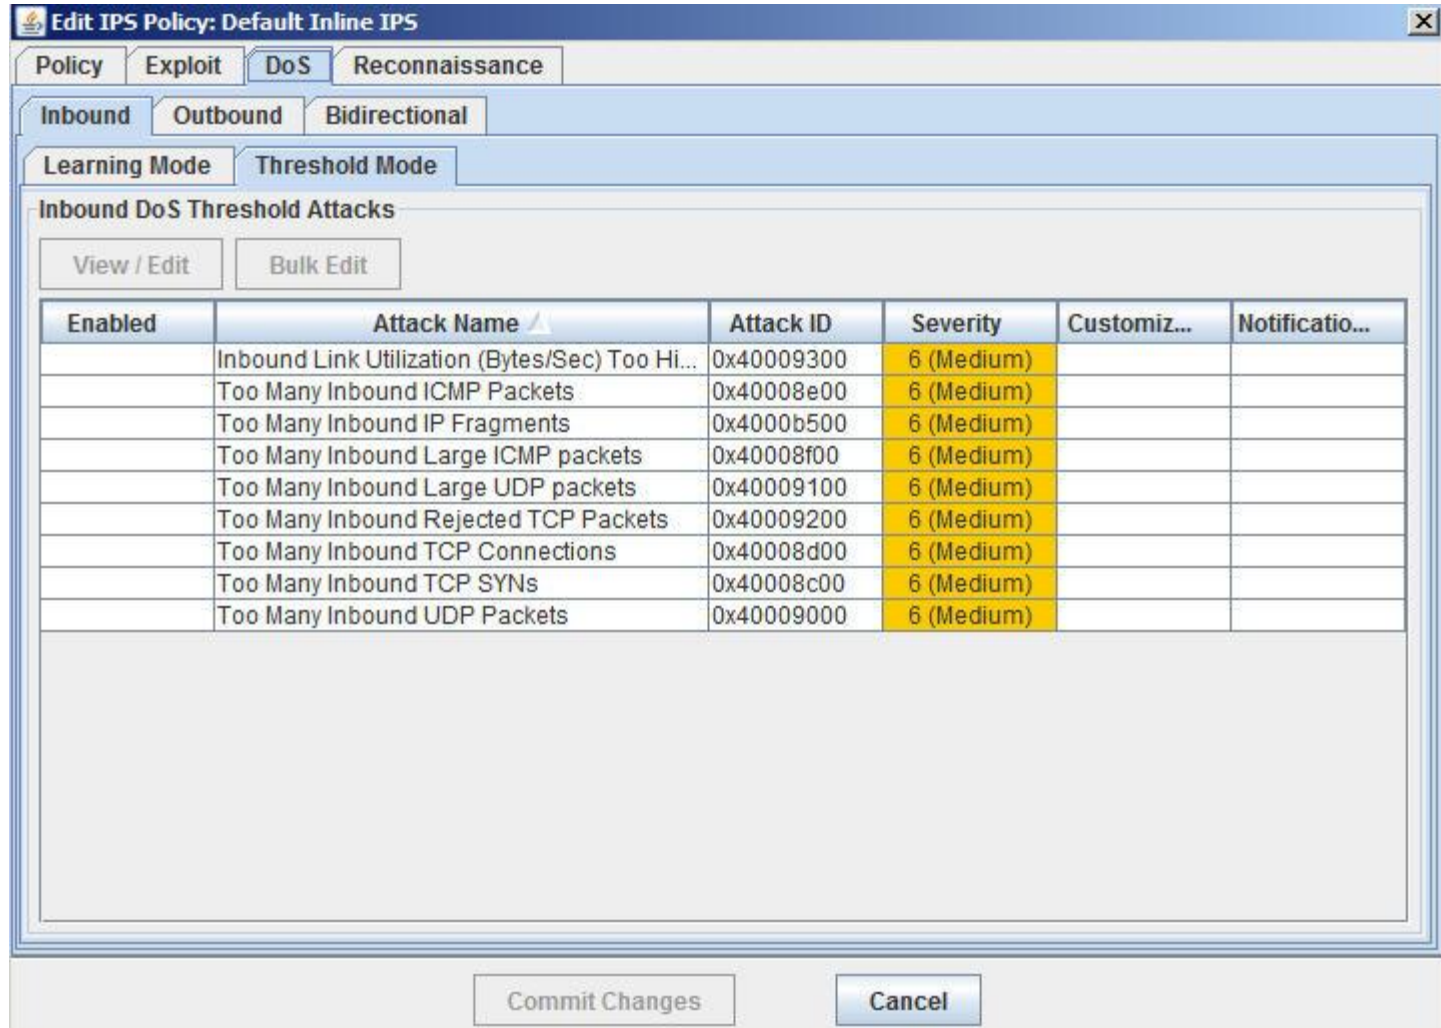 Edit IPS Policy: Default Inline IPS
Policy Exploit DoS Reconnaissance
Inbound Outbound Bidirectional
Learning Mode Threshold Mode
Inbound DoS Threshold Attacks
View / Edit Bulk Edit
Enabled Attack Name Attack ID Severity Customiz... Notificatio...
Inbound Link Utilization (Bytes/Sec) Too Hi... 0x40009300 6 (Medium)
Too Many Inbound ICMP Packets 0x40008e00 6 (Medium)
Too Many Inbound IP Fragments 0x4000b500 6 (Medium)
Too Many Inbound Large ICMP packets 0x40008f00 6 (Medium)
Too Many Inbound Large UDP packets 0x40009100 6 (Medium)
Too Many Inbound Rejected TCP Packets 0x40009200 6 (Medium)
Too Many Inbound TCP Connections 0x40008d00 6 (Medium)
Too Many Inbound TCP SYNs 0x40008c00 6 (Medium)
Too Many Inbound UDP Packets 0x40009000 6 (Medium)
Commit Changes Cancel